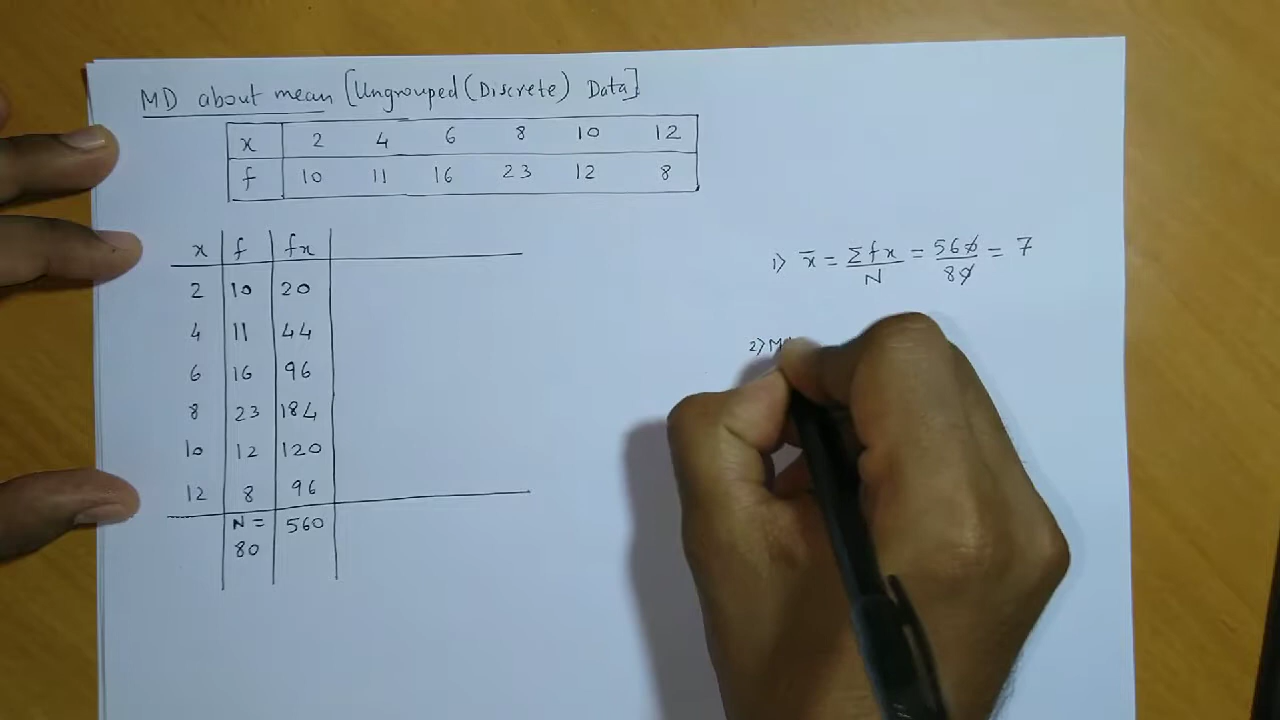 MD about mean [Ungrouped (Discrete) Data]
x 2 4 6 8 10 12
f 10 11 16 23 12 8
x f fx
2 10 20
4 11 44
6 16 96
8 23 184
10 12 120
12 8 96
N = 80 560
1) x̄ = Σfx/N = 560/80 = 7
2) M